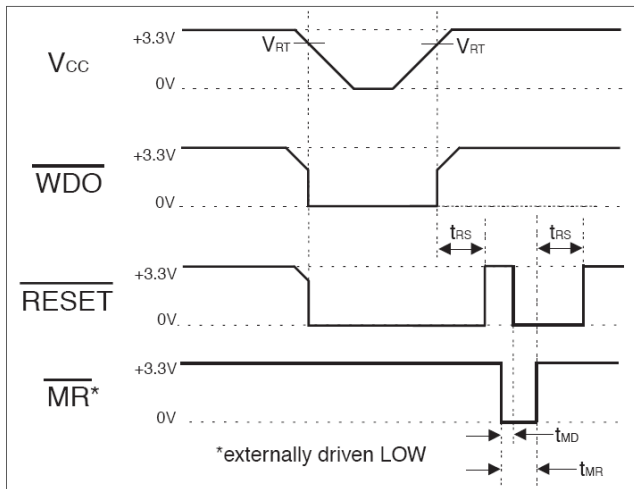 +3.3V
VRT
VRT
VCC
0V
+3.3V
WDO
0V
tRS
tRS
+3.3V
RESET
0V
+3.3V
MR*
0V
tMD
*externally driven LOW
tMR